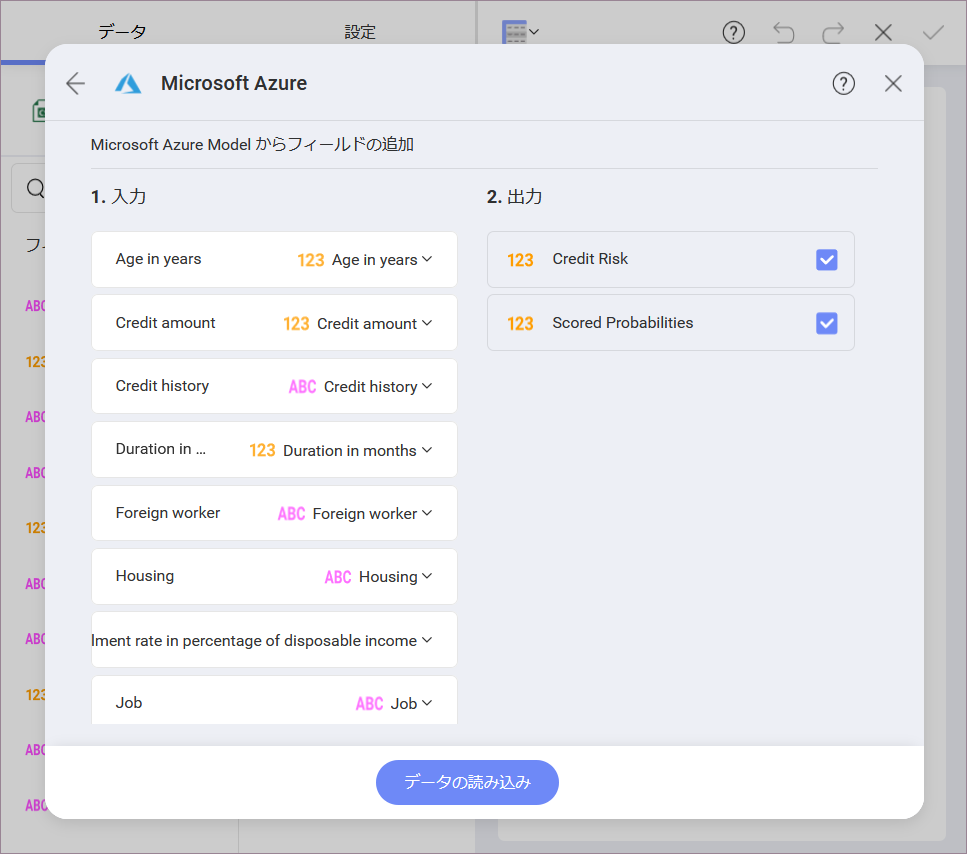 データ 設定
Microsoft Azure
Microsoft Azure Model からフィールドの追加
1. 入力
2. 出力
Age in years 123 Age in years
Credit amount 123 Credit amount
Credit history ABC Credit history
Duration in ... 123 Duration in months
Foreign worker ABC Foreign worker
Housing ABC Housing
lment rate in percentage of disposable income
Job ABC Job
123 Credit Risk
123 Scored Probabilities
データの読み込み
フィ
ABC
123
ABC
ABC
123
ABC
ABC
123
ABC
ABC